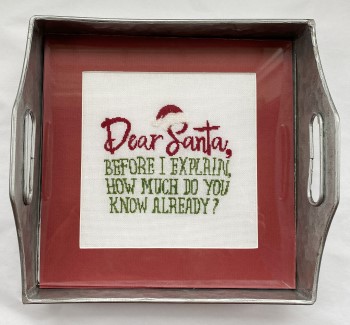 Dear Santa,
BEFORE I EXPLAIN,
HOW MUCH DO YOU
KNOW ALREADY?